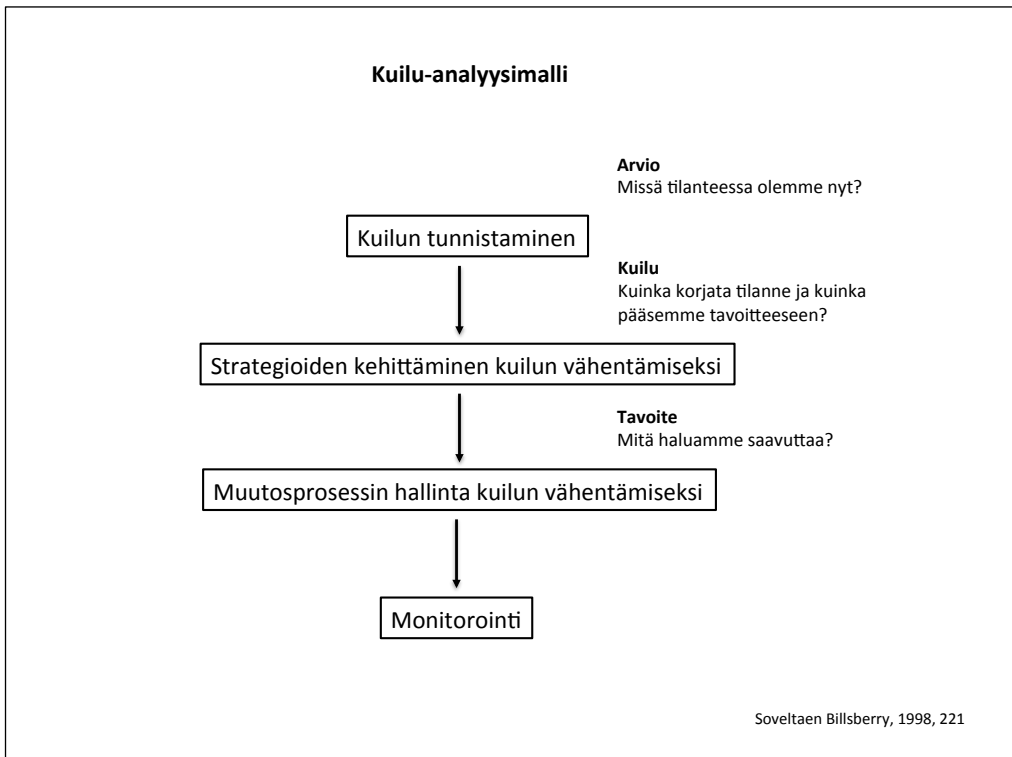 Kuilu-analyysimalli
Arvio
Missä tilanteessa olemme nyt?
Kuilun tunnistaminen
Kuilu
Kuinka korjata tilanne ja kuinka
pääsemme tavoitteeseen?
Strategioiden kehittäminen kuilun vähentämiseksi
Tavoite
Mitä haluamme saavuttaa?
Muutosprosessin hallinta kuilun vähentämiseksi
Monitorointi
Soveltaen Billsberry, 1998, 221